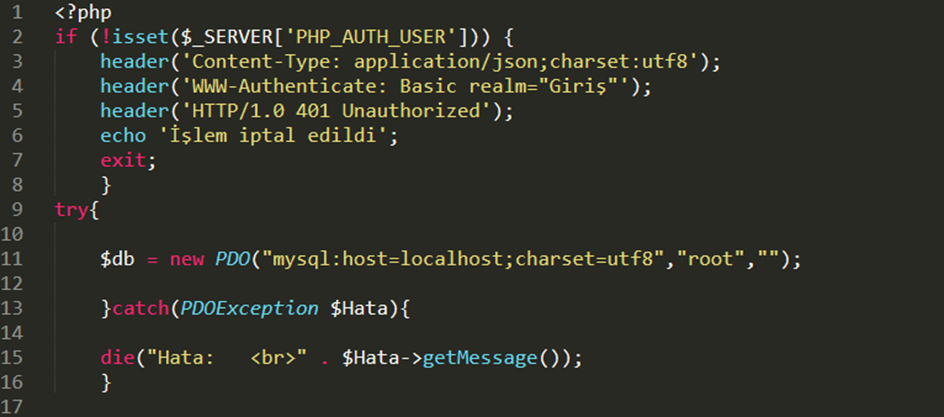 1 <?php
2 if (!isset($_SERVER['PHP_AUTH_USER'])) {
3 header('Content-Type: application/json;charset:utf8');
4 header('WWW-Authenticate: Basic realm="Giriş"');
5 header('HTTP/1.0 401 Unauthorized');
6 echo 'İşlem iptal edildi';
7 exit;
8 }
9 try{
10
11 $db = new PDO("mysql:host=localhost;charset=utf8","root","");
12
13 }catch(PDOException $Hata){
14
15 die("Hata:   <br>" . $Hata->getMessage());
16 }
17